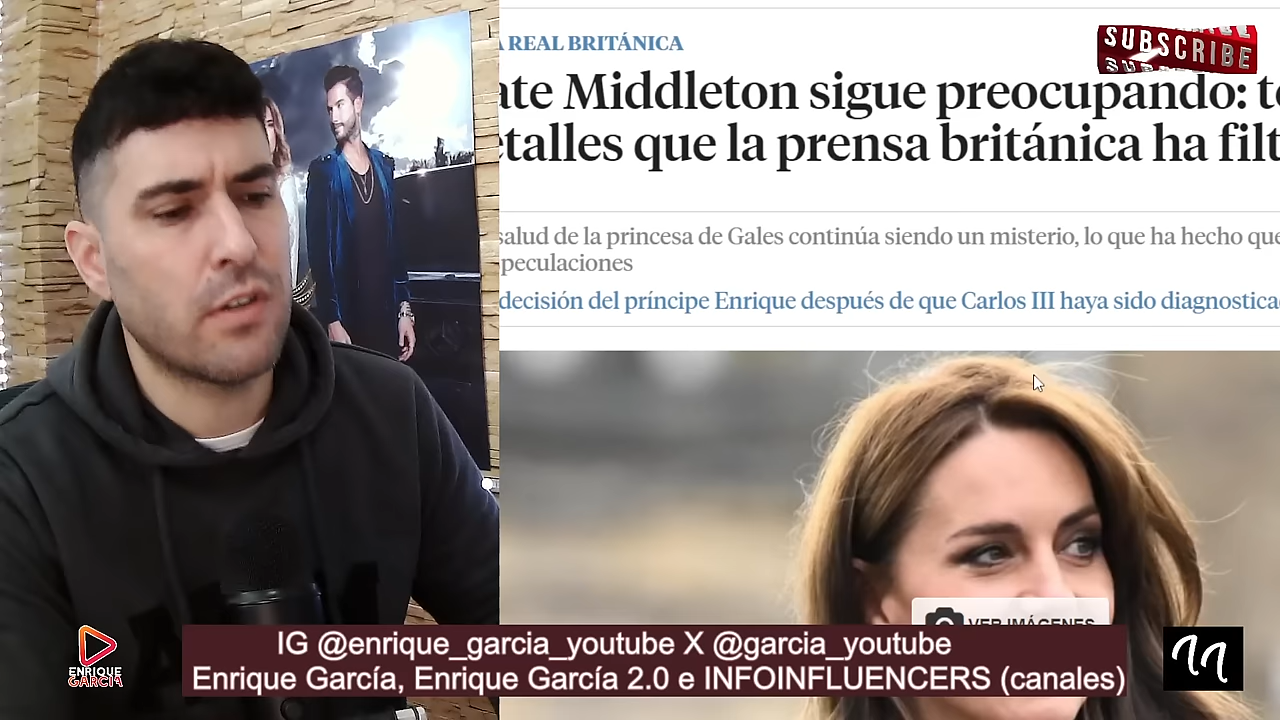 A REAL BRITÁNICA
SUBSCRIBE
ate Middleton sigue preocupando: t
etalles que la prensa británica ha filt
salud de la princesa de Gales continúa siendo un misterio, lo que ha hecho que
peculaciones
decisión del príncipe Enrique después de que Carlos III haya sido diagnostica
VER IMÁGENES
IG @enrique_garcia_youtube X @garcia_youtube
Enrique García, Enrique García 2.0 e INFOINFLUENCERS (canales)
ENRIQUE
GARCÍA